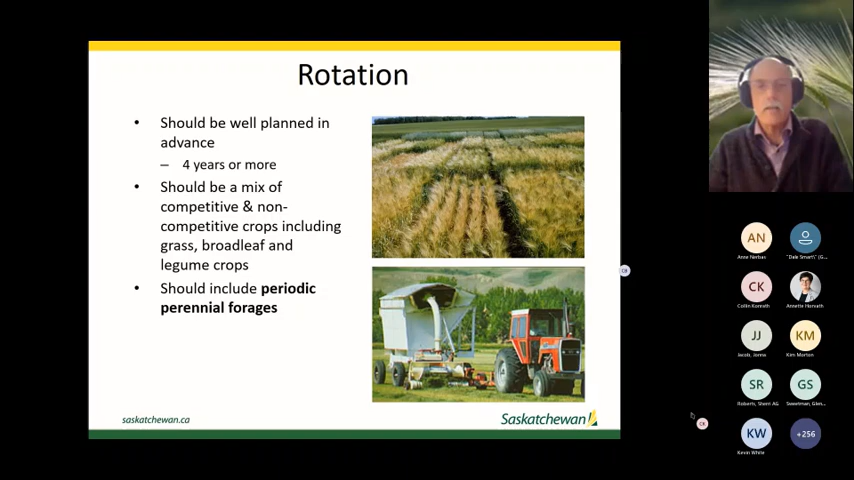 Rotation
• Should be well planned in
advance
– 4 years or more
• Should be a mix of
competitive & non-
competitive crops including
grass, broadleaf and
legume crops
• Should include periodic
perennial forages
saskatchewan.ca
Saskatchewan
AN
Anne Nerbas
"Dale Smart\" (G...
CK
Collin Konrath
Annette Horvath
JJ
Jacob, Jonna
KM
Kim Marton
SR
Roberts, Sherri AG
GS
Sweetman, Glen...
KW
Kevin White
+256
CK